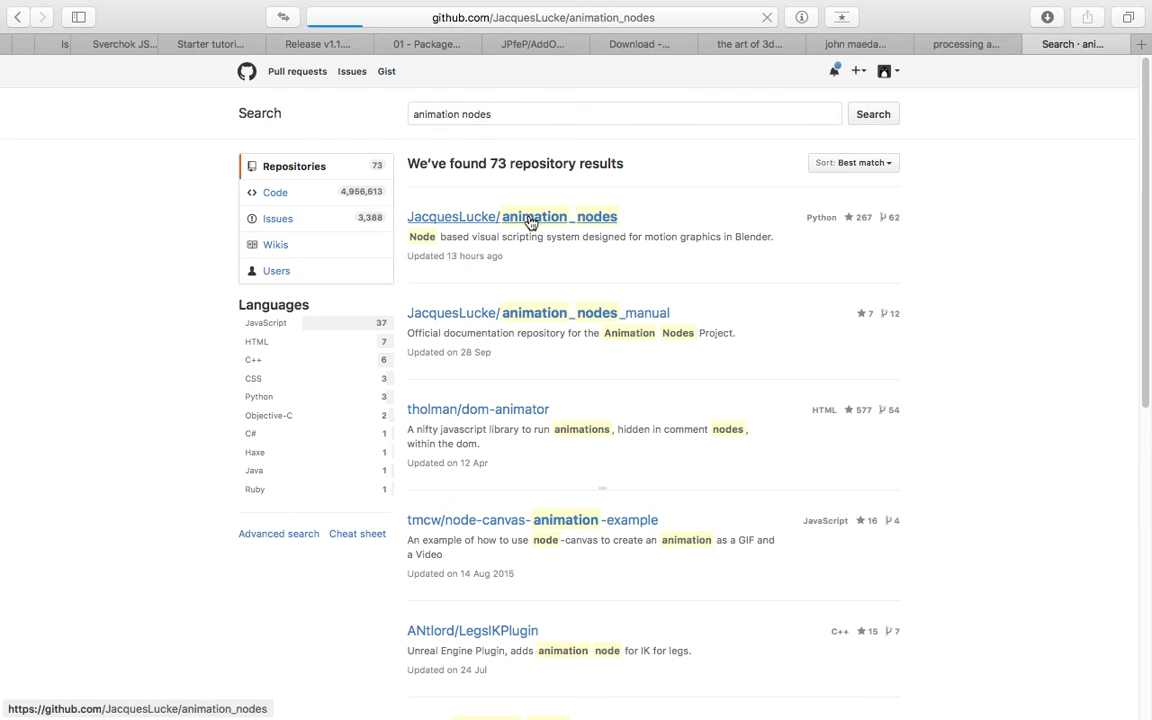 github.com/JacquesLucke/animation_nodes
ls
Sverchok JS...
Starter tutori...
Release v1.1....
01 - Package...
JPfeP/AddO...
Download -...
the art of 3d...
john maeda...
processing a...
Search · ani...
Pull requests
Issues
Gist
Search
animation nodes
Search
Repositories 73
Code 4,956,613
Issues 3,388
Wikis
Users
Languages
JavaScript 37
HTML 7
C++ 6
CSS 3
Python 3
Objective-C 2
C# 1
Haxe 1
Java 1
Ruby 1
Advanced search
Cheat sheet
We've found 73 repository results
Sort: Best match
JacquesLucke/animation_nodes
Python 267 62
Node based visual scripting system designed for motion graphics in Blender.
Updated 13 hours ago
JacquesLucke/animation_nodes_manual
7 12
Official documentation repository for the Animation Nodes Project.
Updated on 28 Sep
tholman/dom-animator
HTML 577 54
A nifty javascript library to run animations, hidden in comment nodes,
within the dom.
Updated on 12 Apr
tmcw/node-canvas-animation-example
JavaScript 16 4
An example of how to use node-canvas to create an animation as a GIF and
a Video
Updated on 14 Aug 2015
ANtlord/LegsIKPlugin
C++ 15 7
Unreal Engine Plugin, adds animation node for IK for legs.
Updated on 24 Jul
https://github.com/JacquesLucke/animation_nodes